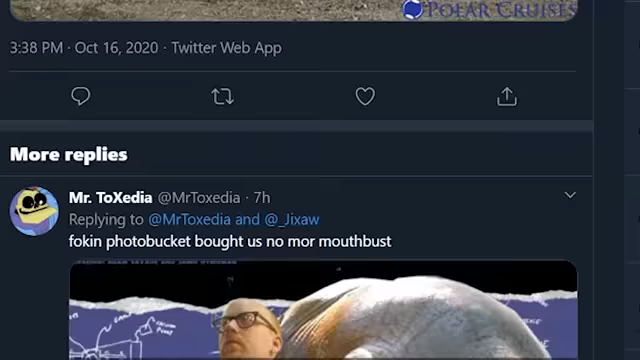 POLAR CRUISES
3:38 PM · Oct 16, 2020 · Twitter Web App
More replies
Mr. ToXedia @MrToxedia · 7h
Replying to @MrToxedia and @_Jixaw
fokin photobucket bought us no mor mouthbust